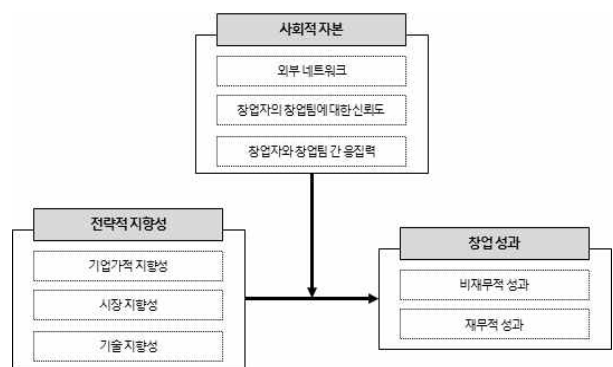 사회적 자본
외부 네트워크
창업자의 창업팀에 대한 신뢰도
창업자와 창업팀 간 응집력
전략적 지향성
기업가적 지향성
시장 지향성
기술 지향성
창업 성과
비재무적 성과
재무적 성과